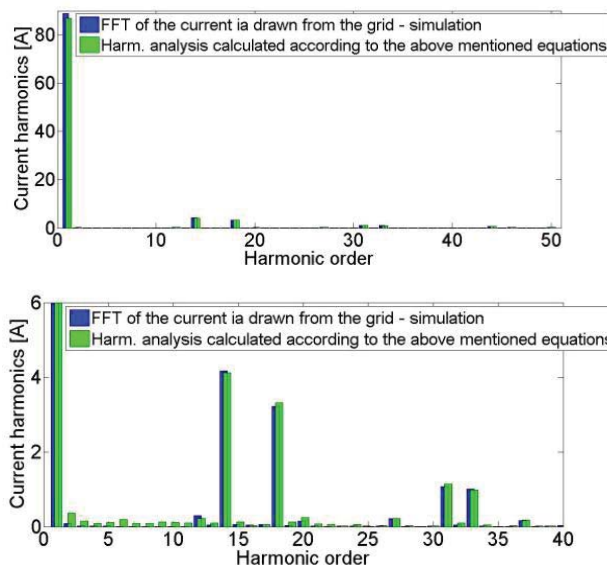 Current harmonics [A]
80
60
40
20
0
FFT of the current ia drawn from the grid - simulation
Harm. analysis calculated according to the above mentioned equations
0 10 20 30 40 50
Harmonic order
Current harmonics [A]
6
4
2
0
FFT of the current ia drawn from the grid - simulation
Harm. analysis calculated according to the above mentioned equations
0 5 10 15 20 25 30 35 40
Harmonic order